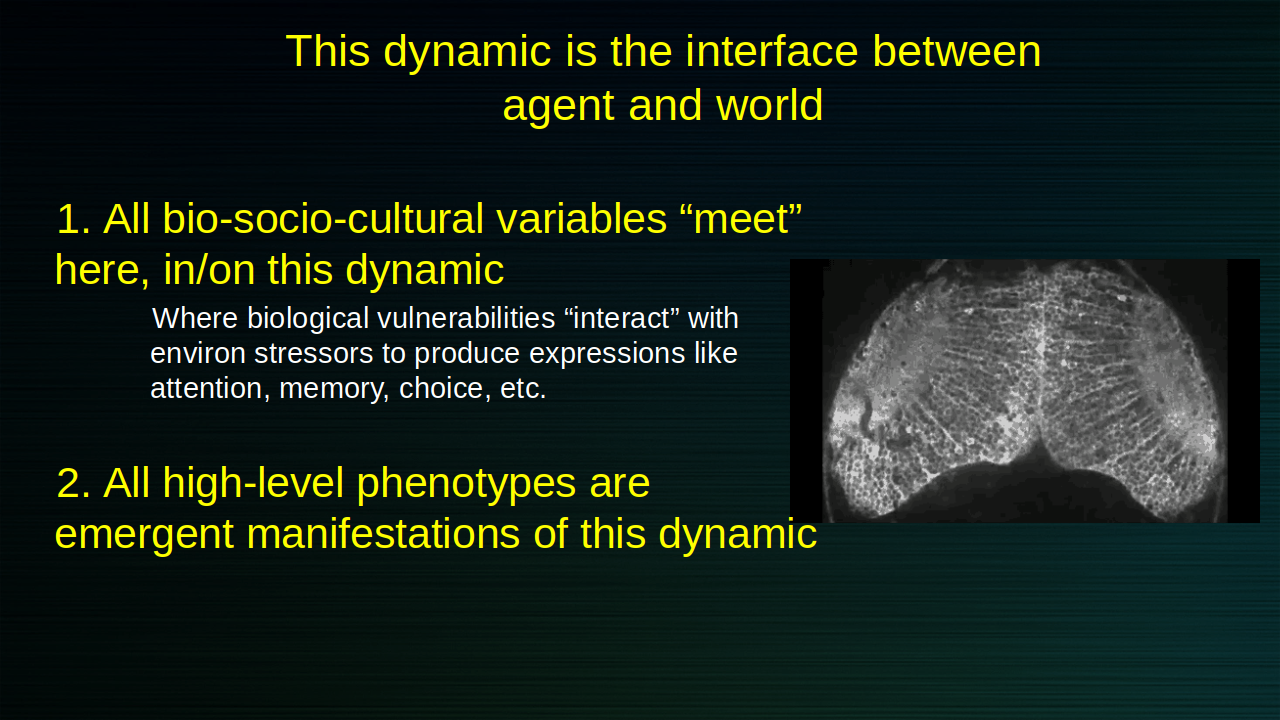 This dynamic is the interface between
agent and world
1. All bio-socio-cultural variables “meet”
here, in/on this dynamic
Where biological vulnerabilities “interact” with
environ stressors to produce expressions like
attention, memory, choice, etc.
2. All high-level phenotypes are
emergent manifestations of this dynamic